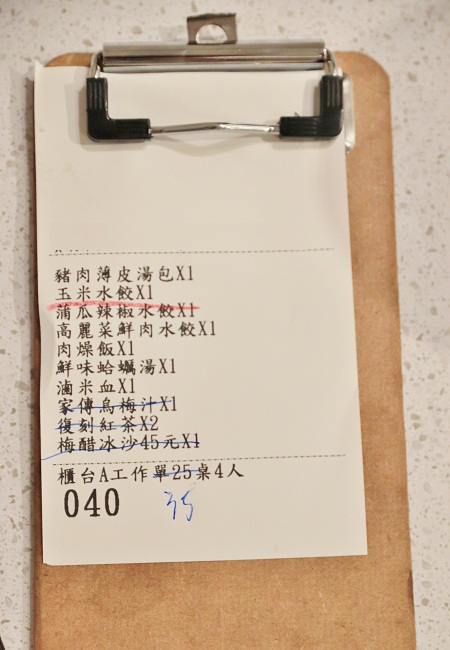 豬肉薄皮湯包X1
玉米水餃X1
蒲瓜辣椒水餃X1
高麗菜鮮肉水餃X1
肉燥飯X1
鮮味蛤蠣湯X1
滷米血X1
家傳烏梅汁X1
復刻紅茶X2
梅醋冰沙45元X1
櫃台A工作單25桌4人
040 35